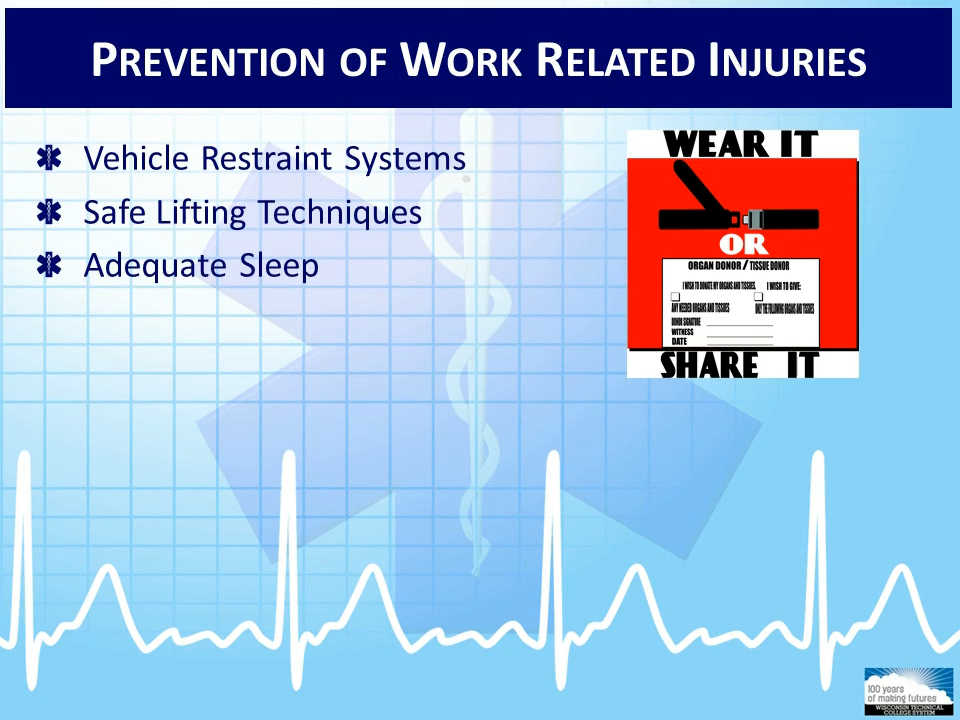 PREVENTION OF WORK RELATED INJURIES
Vehicle Restraint Systems
Safe Lifting Techniques
Adequate Sleep
WEAR IT
OR
ORGAN DONOR / TISSUE DONOR
I WISH TO DONATE MY ORGANS AND TISSUES. I WISH TO GIVE:
ANY NEEDED ORGANS AND TISSUES ONLY THE FOLLOWING ORGANS AND TISSUES
DONOR SIGNATURE
WITNESS
DATE
SHARE IT
100 years
of making futures
WISCONSIN TECHNICAL
COLLEGE SYSTEM